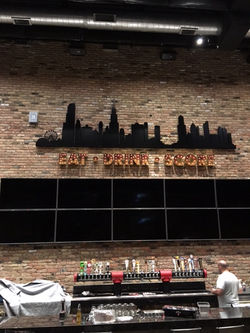 EAT • DRINK • SCORE